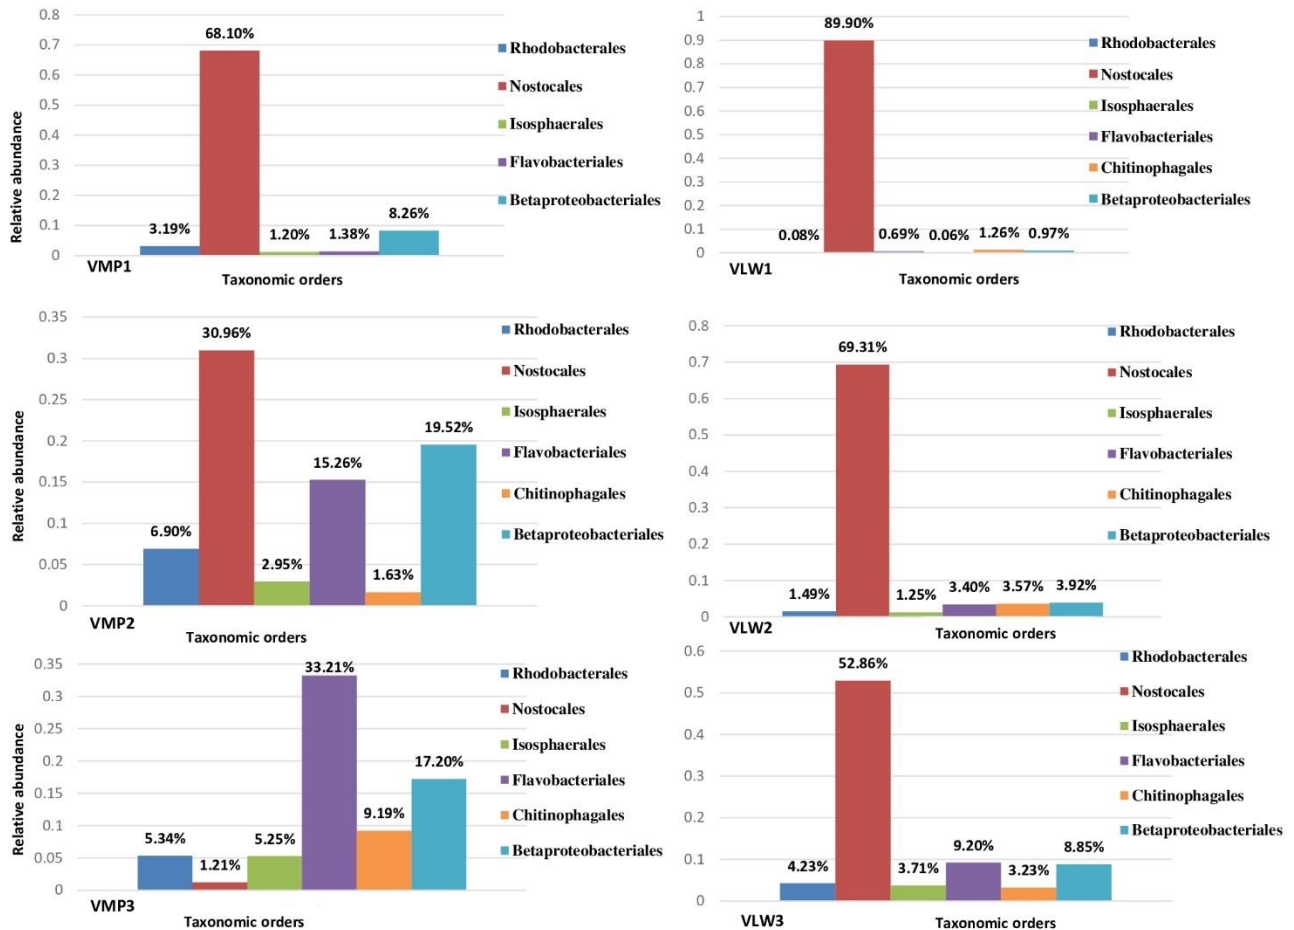 0.8
0.7
0.6
0.5
0.4
0.3
0.2
0.1
0
Relative abundance
3.19%
68.10%
1.20%
1.38%
8.26%
Rhodobacterales
Nostocales
Isosphaerales
Flavobacteriales
Betaproteobacteriales
VMP1
Taxonomic orders
1
0.9
0.8
0.7
0.6
0.5
0.4
0.3
0.2
0.1
0
0.08%
89.90%
0.69%
0.06%
1.26%
0.97%
Rhodobacterales
Nostocales
Isosphaerales
Flavobacteriales
Chitinophagales
Betaproteobacteriales
VLW1
Taxonomic orders
0.35
0.3
0.25
0.2
0.15
0.1
0.05
0
Relative abundance
6.90%
30.96%
2.95%
15.26%
1.63%
19.52%
Rhodobacterales
Nostocales
Isosphaerales
Flavobacteriales
Chitinophagales
Betaproteobacteriales
VMP2
Taxonomic orders
0.8
0.7
0.6
0.5
0.4
0.3
0.2
0.1
0
1.49%
69.31%
1.25%
3.40%
3.57%
3.92%
Rhodobacterales
Nostocales
Isosphaerales
Flavobacteriales
Chitinophagales
Betaproteobacteriales
VLW2
Taxonomic orders
0.35
0.3
0.25
0.2
0.15
0.1
0.05
0
Relative abundance
5.34%
1.21%
5.25%
33.21%
9.19%
17.20%
Rhodobacterales
Nostocales
Isosphaerales
Flavobacteriales
Chitinophagales
Betaproteobacteriales
VMP3
Taxonomic orders
0.6
0.5
0.4
0.3
0.2
0.1
0
4.23%
52.86%
3.71%
9.20%
3.23%
8.85%
Rhodobacterales
Nostocales
Isosphaerales
Flavobacteriales
Chitinophagales
Betaproteobacteriales
VLW3
Taxonomic orders